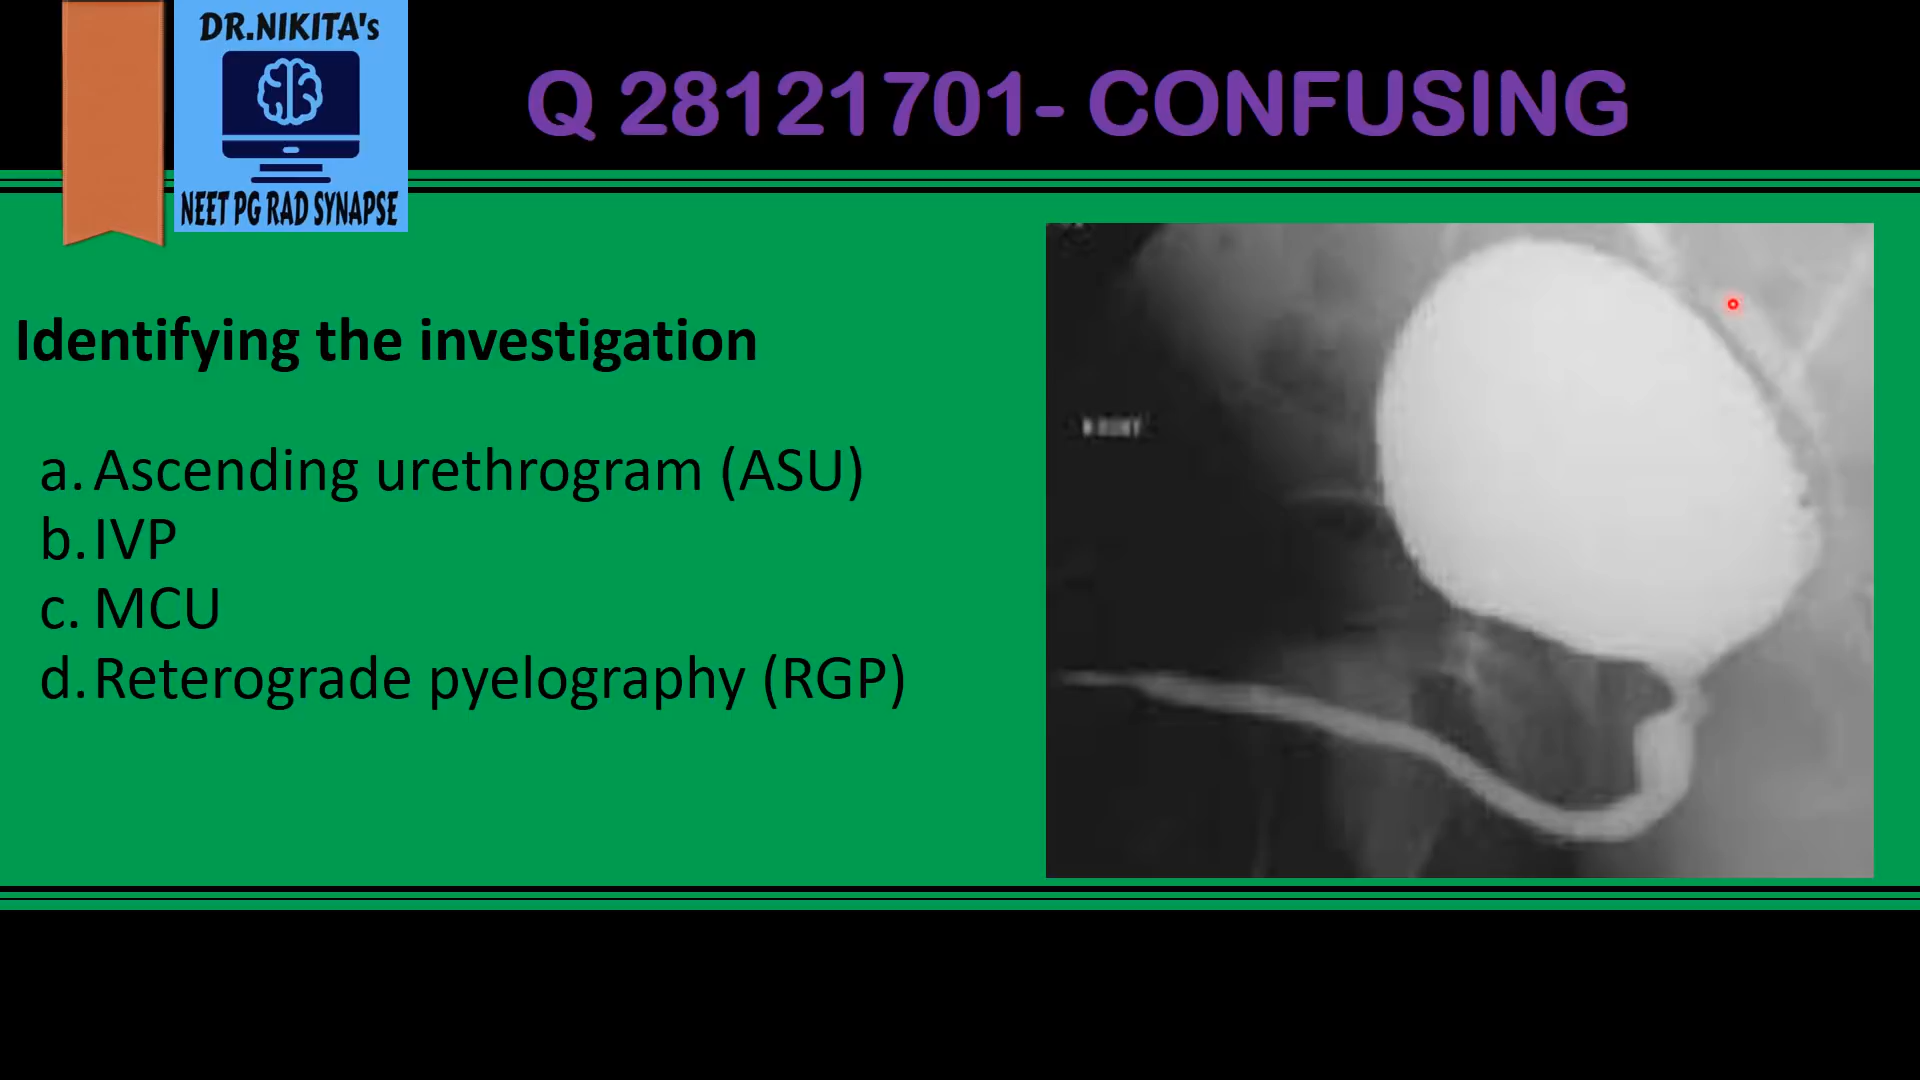 DR.NIKITA's
NEET PG RAD SYNAPSE
Q 28121701- CONFUSING
Identifying the investigation
a. Ascending urethrogram (ASU)
b. IVP
c. MCU
d. Reterograde pyelography (RGP)